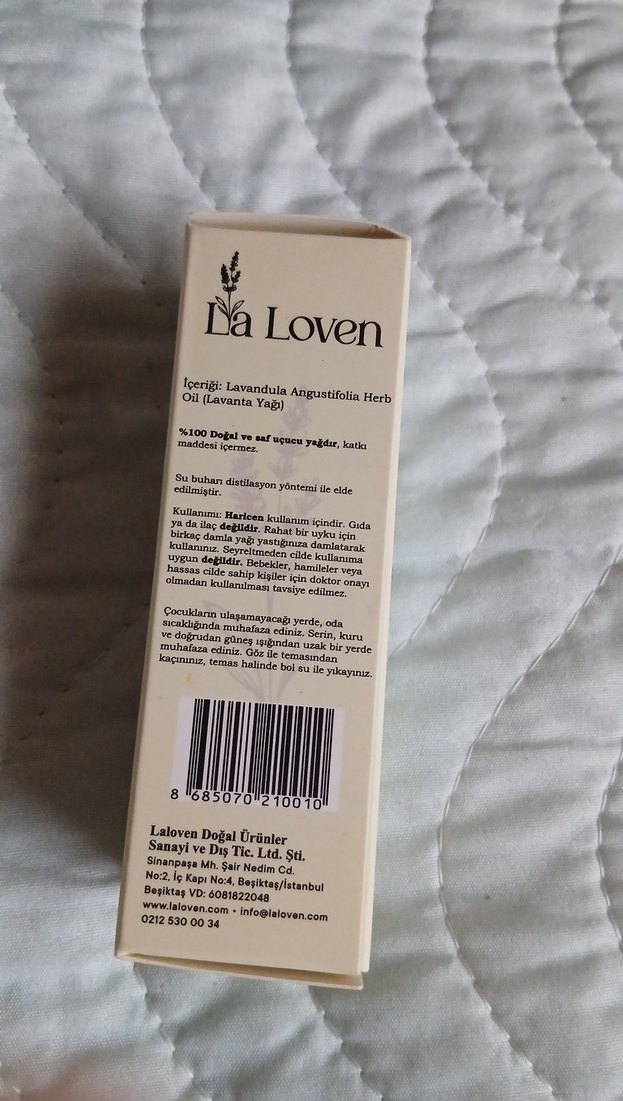 La Loven
İçeriği: Lavandula Angustifolia Herb
Oil (Lavanta Yağı)
%100 Doğal ve saf uçucu yağdır, katkı
maddesi içermez.
Su buharı distilasyon yöntemi ile elde
edilmiştir.
Kullanımı: Haricen kullanım içindir. Gıda
ya da ilaç değildir. Rahat bir uyku için
birkaç damla yağı yastığınıza damlatarak
kullanınız. Seyreltmeden cilde kullanıma
uygun değildir. Bebekler, hamileler veya
hassas cilde sahip kişiler için doktor onayı
olmadan kullanılması tavsiye edilmez.
Çocukların ulaşamayacağı yerde, oda
sıcaklığında muhafaza ediniz. Serin, kuru
ve doğrudan güneş ışığından uzak bir yerde
muhafaza ediniz. Göz ile temasından
kaçınınız, temas halinde bol su ile yıkayınız.
8 685070 210010
Laloven Doğal Ürünler
Sanayi ve Dış Tic. Ltd. Şti.
Sinanpaşa Mh. Şair Nedim Cd.
No:2, İç Kapı No:4, Beşiktaş/İstanbul
Beşiktaş VD: 6081822048
www.laloven.com • info@laloven.com
0212 530 00 34